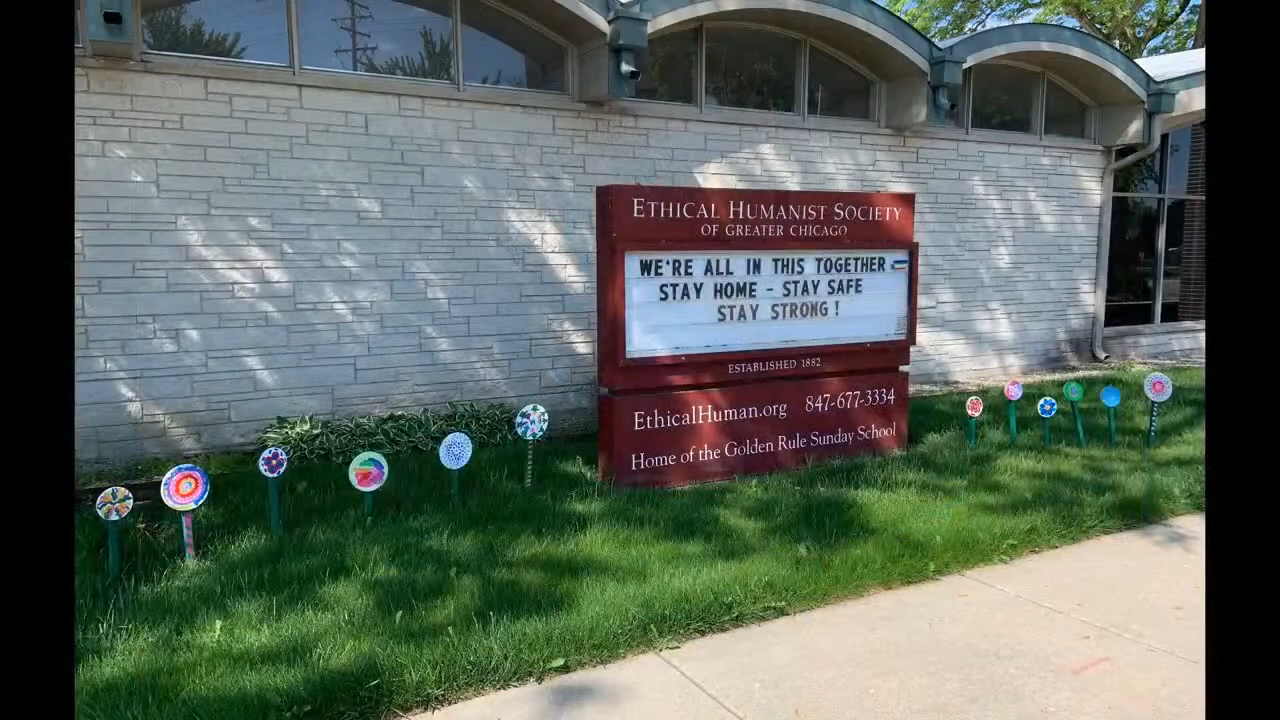 ETHICAL HUMANIST SOCIETY
OF GREATER CHICAGO
WE'RE ALL IN THIS TOGETHER
STAY HOME - STAY SAFE
STAY STRONG!
ESTABLISHED 1882
EthicalHuman.org 847-677-3334
Home of the Golden Rule Sunday School